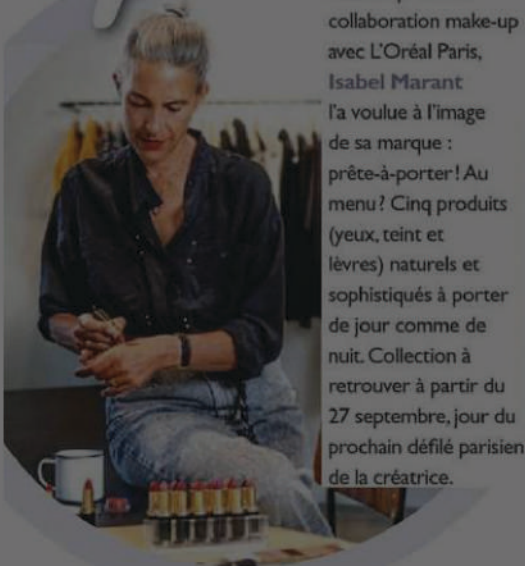 collaboration make-up
avec L'Oréal Paris,
Isabel Marant
l'a voulue à l'image
de sa marque :
prête-à-porter ! Au
menu ? Cinq produits
(yeux, teint et
lèvres) naturels et
sophistiqués à porter
de jour comme de
nuit. Collection à
retrouver à partir du
27 septembre, jour du
prochain défilé parisien
de la créatrice.